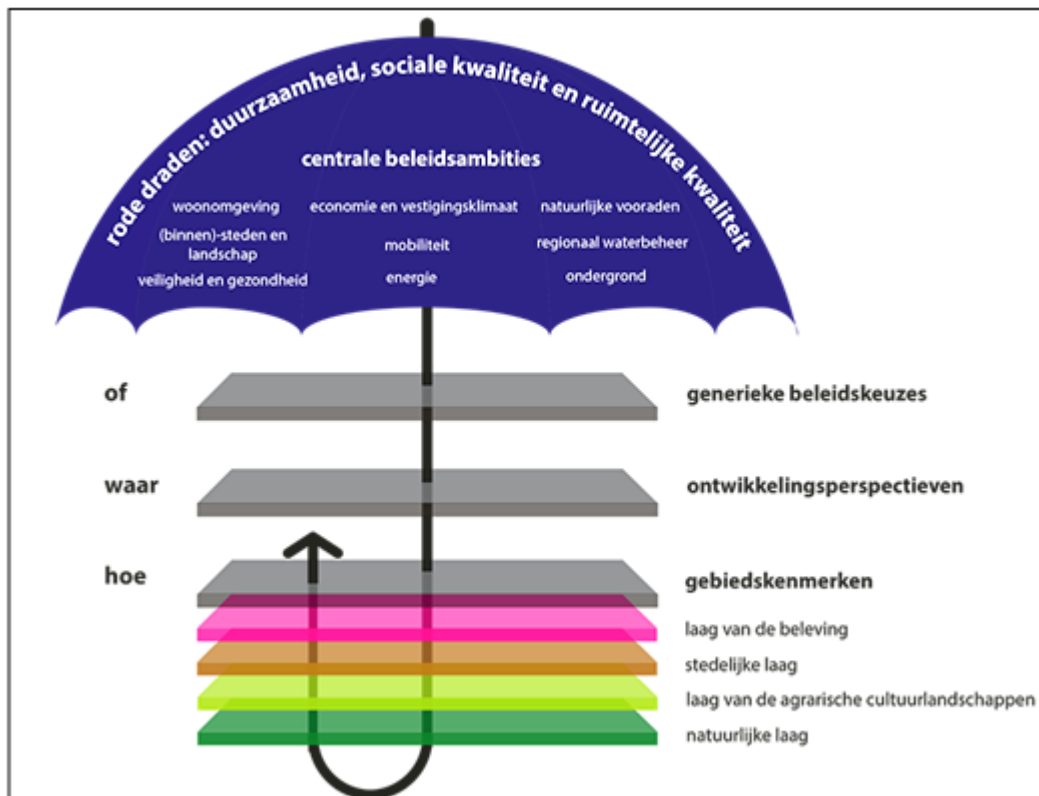 rode draden: duurzaamheid, sociale kwaliteit en ruimtelijke kwaliteit
centrale beleidsambities
woonomgeving
(binnen)-steden en
landschap
veiligheid en gezondheid
economie en vestigingsklimaat
mobiliteit
energie
natuurlijke vooraden
regionaal waterbeheer
ondergrond
of
generieke beleidskeuzes
waar
ontwikkelingsperspectieven
hoe
gebiedskenmerken
laag van de beleving
stedelijke laag
laag van de agrarische cultuurlandschappen
natuurlijke laag